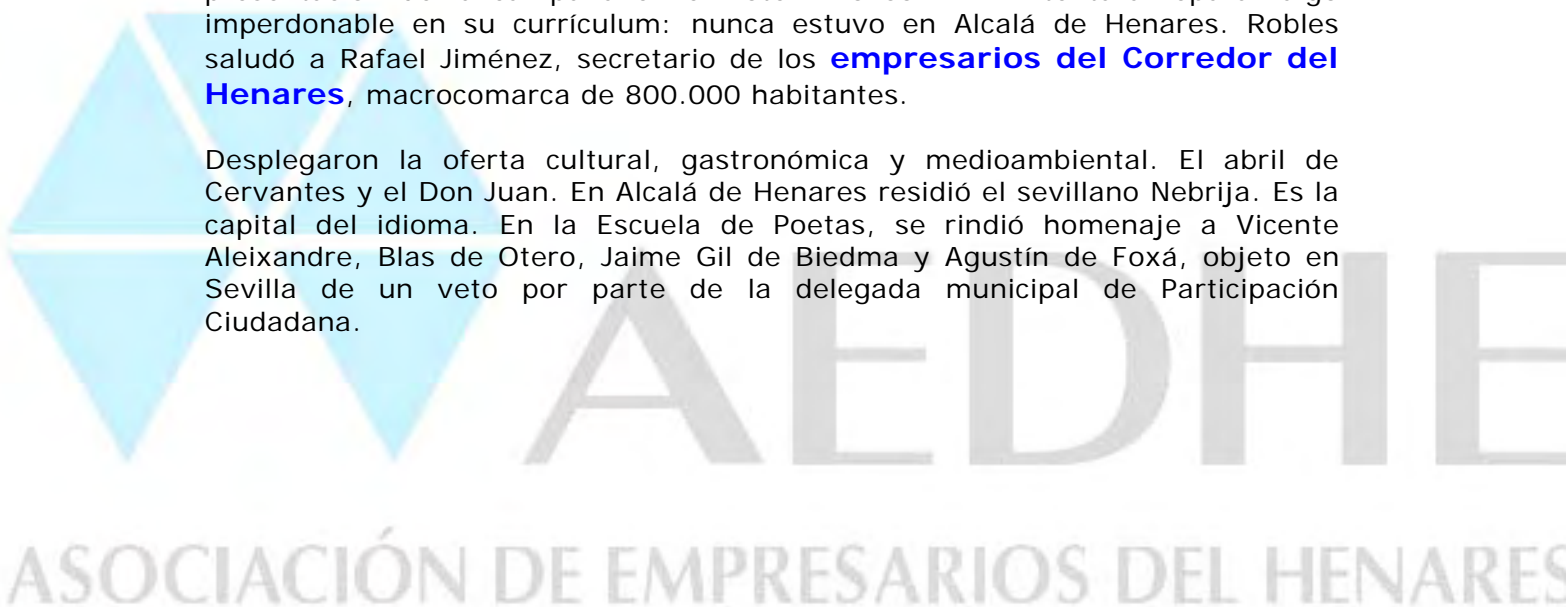 imperdonable en su currículum: nunca estuvo en Alcalá de Henares. Robles
saludó a Rafael Jiménez, secretario de los empresarios del Corredor del
Henares, macrocomarca de 800.000 habitantes.
Desplegaron la oferta cultural, gastronómica y medioambiental. El abril de
Cervantes y el Don Juan. En Alcalá de Henares residió el sevillano Nebrija. Es la
capital del idioma. En la Escuela de Poetas, se rindió homenaje a Vicente
Aleixandre, Blas de Otero, Jaime Gil de Biedma y Agustín de Foxá, objeto en
Sevilla de un veto por parte de la delegada municipal de Participación
Ciudadana.
AEDHE
ASOCIACIÓN DE EMPRESARIOS DEL HENARES